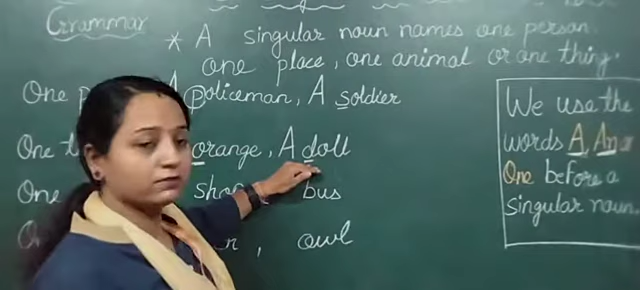 Grammar
* A singular noun names one person,
one place, one animal or one thing.
One A Policeman, A soldier
One orange, A doll
One bus
, owl
We use the
words A, An or
One before a
singular noun.